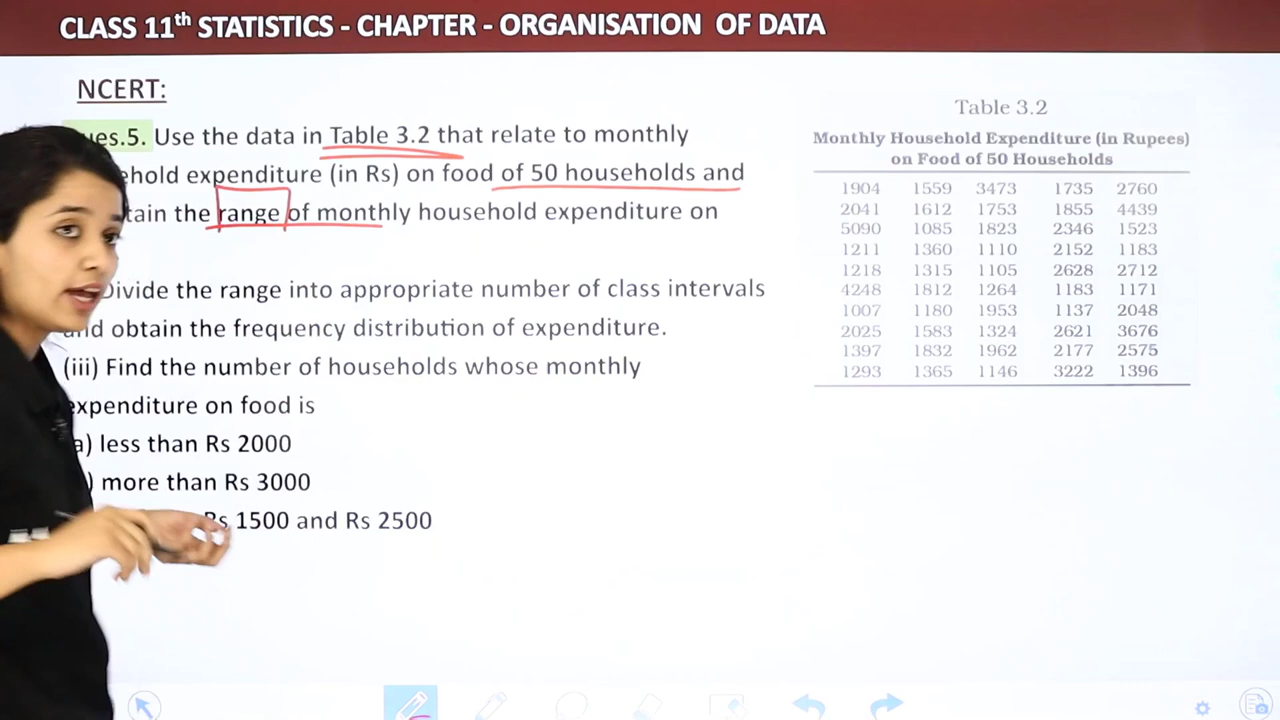 CLASS 11th STATISTICS - CHAPTER - ORGANISATION OF DATA
NCERT:
ues.5. Use the data in Table 3.2 that relate to monthly
ehold expenditure (in Rs) on food of 50 households and
tain the range of monthly household expenditure on
Divide the range into appropriate number of class intervals
and obtain the frequency distribution of expenditure.
(iii) Find the number of households whose monthly
expenditure on food is
a) less than Rs 2000
) more than Rs 3000
Rs 1500 and Rs 2500
Table 3.2
Monthly Household Expenditure (in Rupees)
on Food of 50 Households
1904 1559 3473 1735 2760
2041 1612 1753 1855 4439
5090 1085 1823 2346 1523
1211 1360 1110 2152 1183
1218 1315 1105 2628 2712
4248 1812 1264 1183 1171
1007 1180 1953 1137 2048
2025 1583 1324 2621 3676
1397 1832 1962 2177 2575
1293 1365 1146 3222 1396